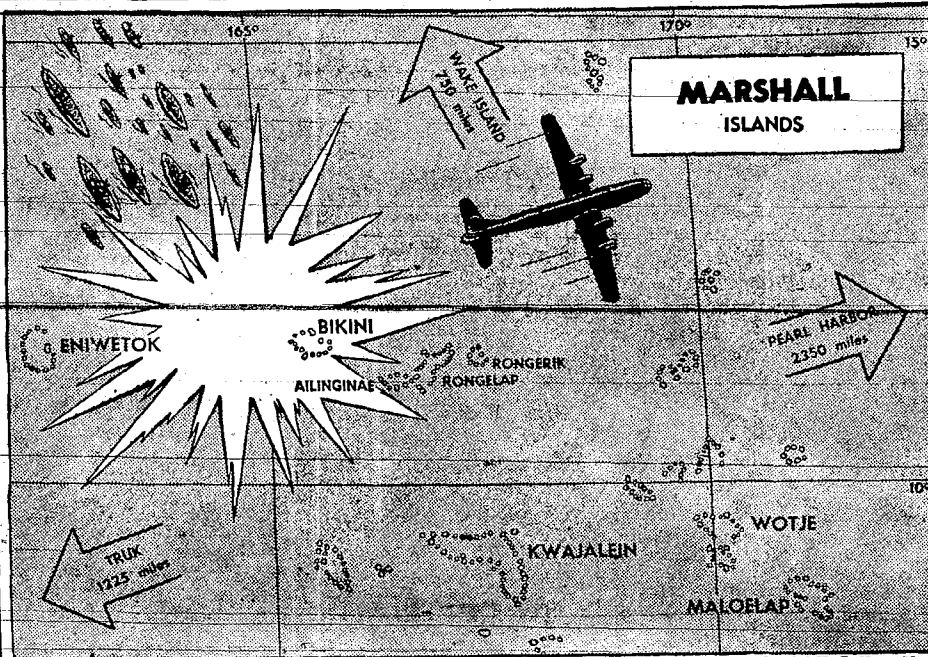 165°
170°
15°
WAKE ISLAND
730 miles
MARSHALL
ISLANDS
BIKINI
ENIWETOK
PEARL HARBOR
2350 miles
RONGERIK
AILINGINAE
RONGELAP
10°
WOTJE
KWAJALEIN
TRUK
1225 miles
MALOELAP